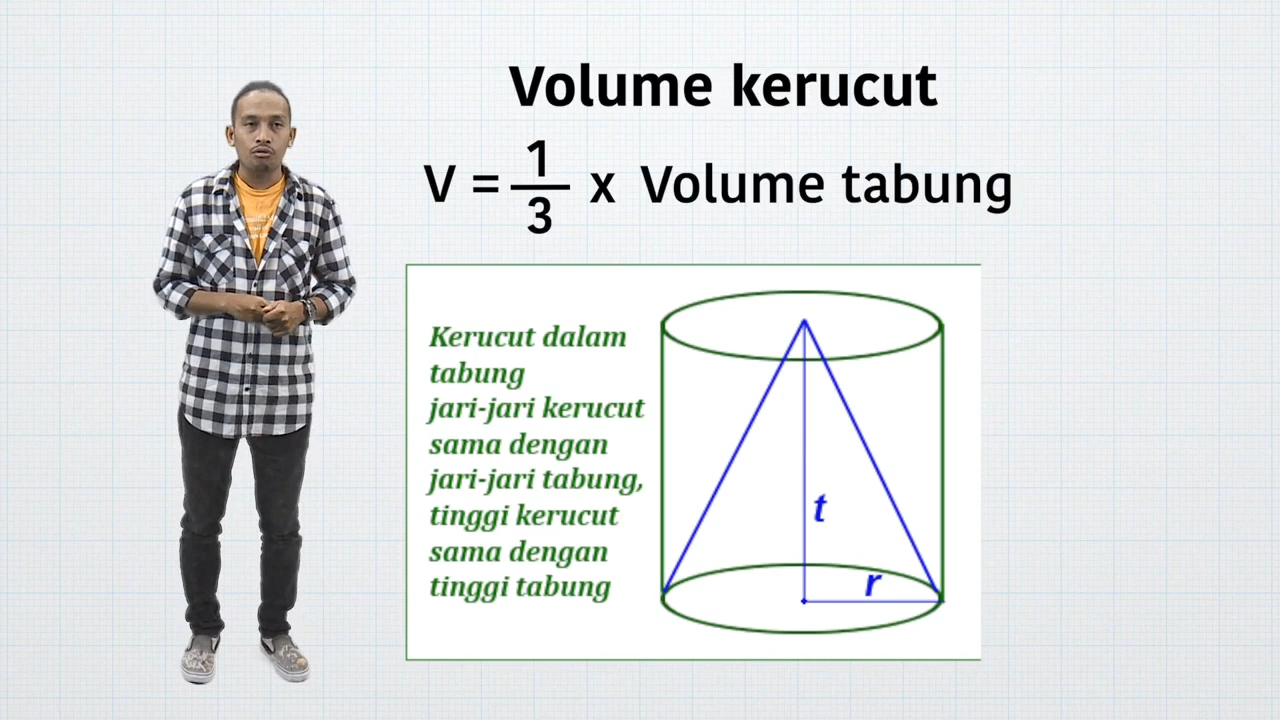 Volume kerucut
V = 1/3 x Volume tabung
Kerucut dalam
tabung
jari-jari kerucut
sama dengan
jari-jari tabung,
tinggi kerucut
sama dengan
tinggi tabung
t
r